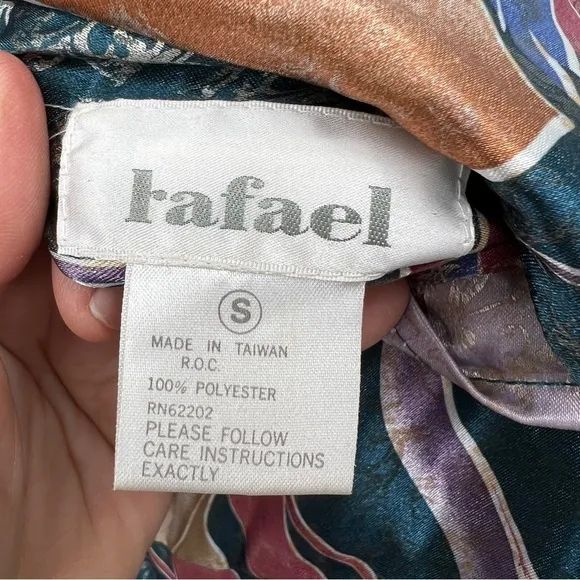 rafael
S
MADE IN TAIWAN
R.O.C.
100% POLYESTER
RN62202
PLEASE FOLLOW
CARE INSTRUCTIONS
EXACTLY